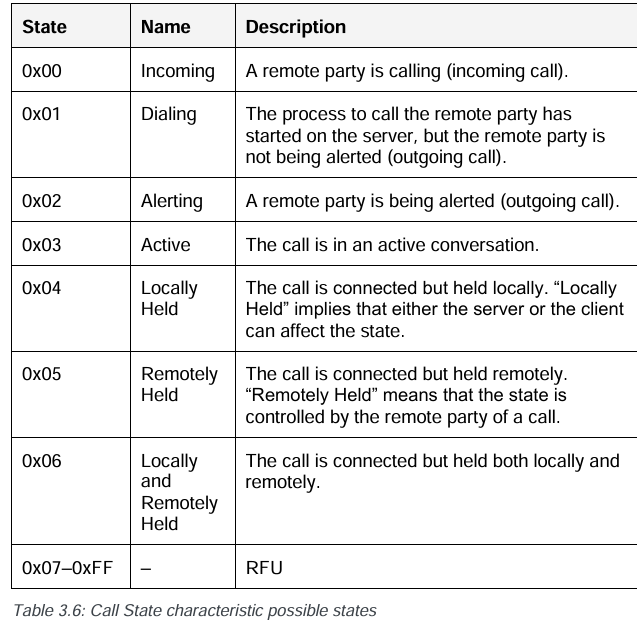 State Name Description
0x00 Incoming A remote party is calling (incoming call).
0x01 Dialing The process to call the remote party has
started on the server, but the remote party is
not being alerted (outgoing call).
0x02 Alerting A remote party is being alerted (outgoing call).
0x03 Active The call is in an active conversation.
0x04 Locally Held The call is connected but held locally. “Locally
Held” implies that either the server or the client
can affect the state.
0x05 Remotely Held The call is connected but held remotely.
“Remotely Held” means that the state is
controlled by the remote party of a call.
0x06 Locally and Remotely Held The call is connected but held both locally and
remotely.
0x07–0xFF – RFU
Table 3.6: Call State characteristic possible states